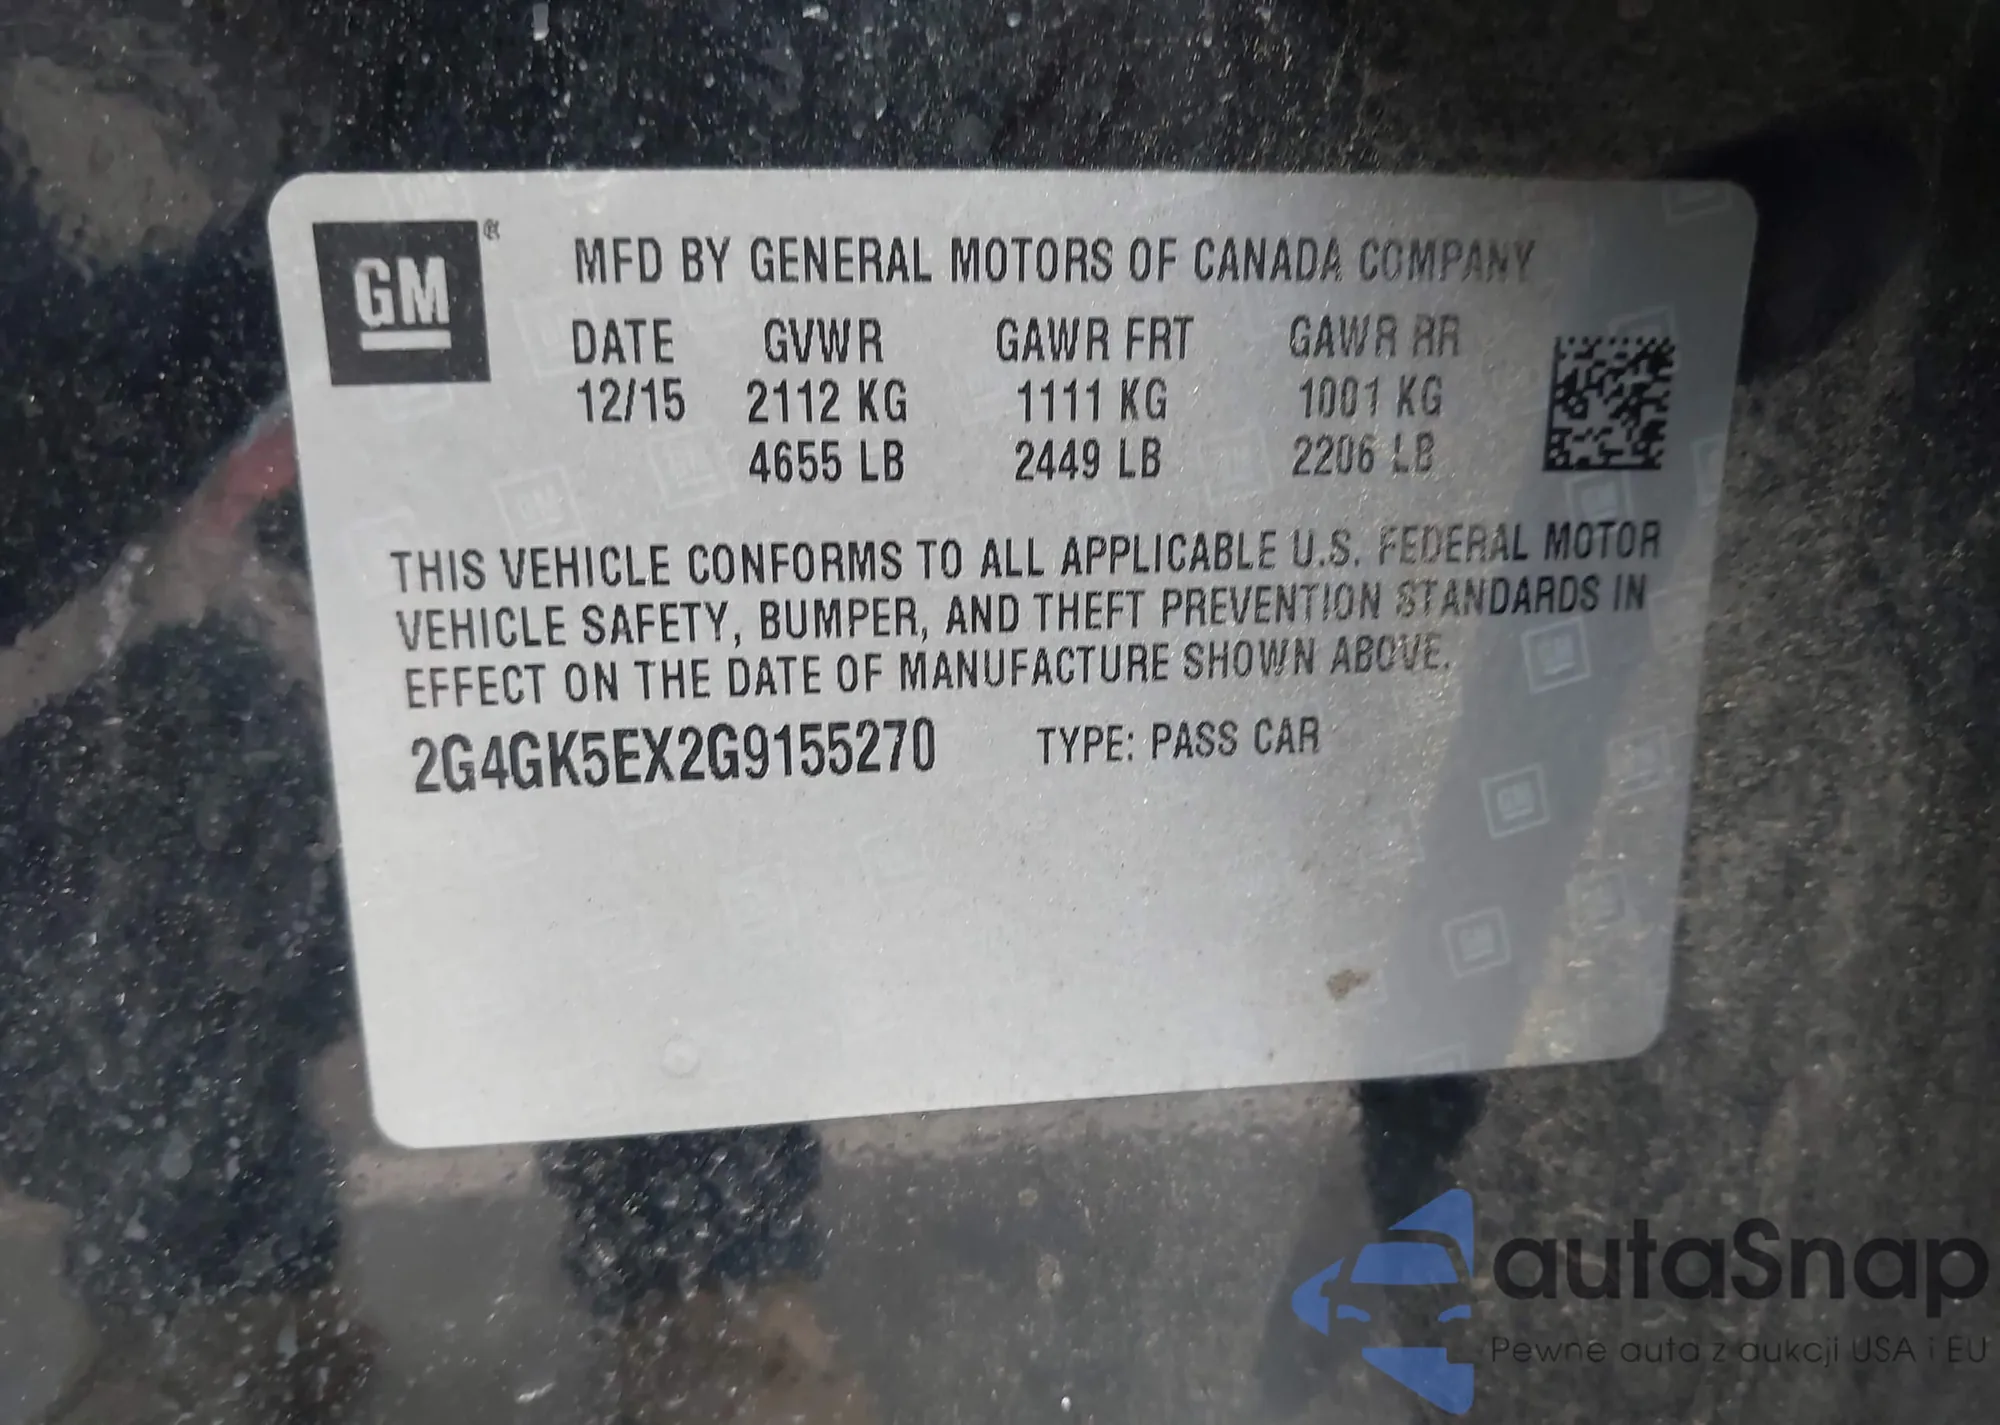 GM ®
MFD BY GENERAL MOTORS OF CANADA COMPANY
DATE GVWR GAWR FRT GAWR RR
12/15 2112 KG 1111 KG 1001 KG
4655 LB 2449 LB 2206 LB
THIS VEHICLE CONFORMS TO ALL APPLICABLE U.S. FEDERAL MOTOR
VEHICLE SAFETY, BUMPER, AND THEFT PREVENTION STANDARDS IN
EFFECT ON THE DATE OF MANUFACTURE SHOWN ABOVE.
2G4GK5EX2G9155270 TYPE: PASS CAR
autaSnap
Pewne auta z aukcji USA i EU